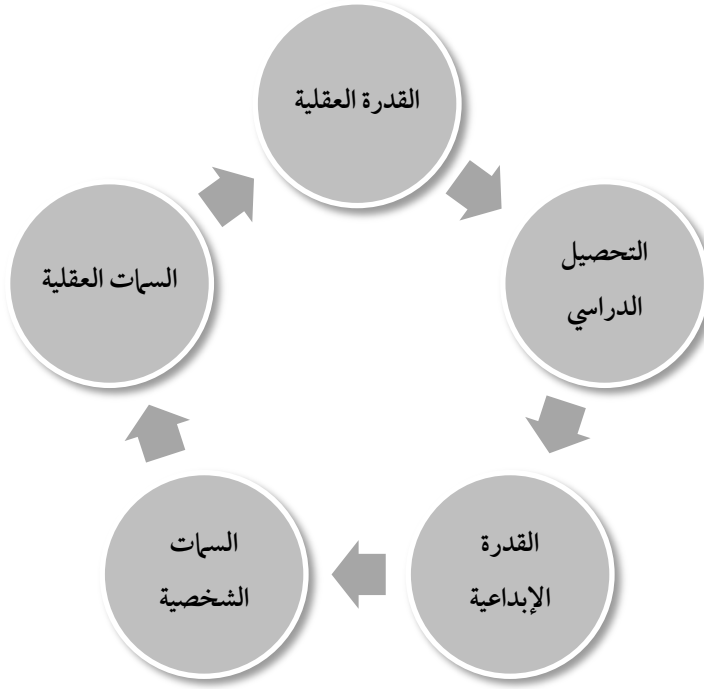 القدرة العقلية
التحصيل
الدراسي
القدرة
الإبداعية
السمات
الشخصية
السمات العقلية